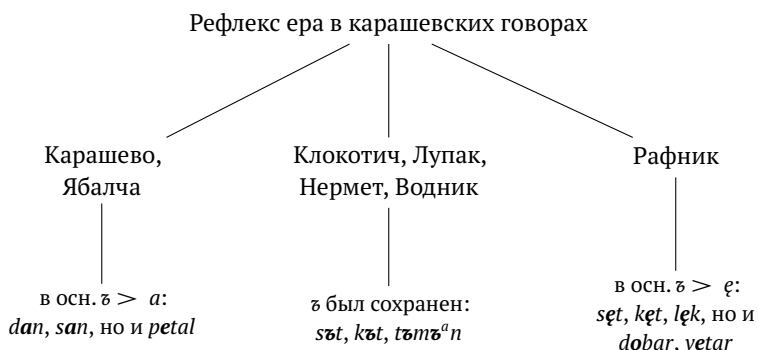 Рефлекс ера в карашевских говорах
Карашево,
Ябалча
Клокотич, Лупак,
Нермет, Водник
Рафник
в осн. ъ > a:
dan, san, но и petal
ъ был сохранен:
sъt, kъt, tъmъᵃn
в осн. ъ > ę:
sęt, kęt, lęk, но и
dobar, vetar